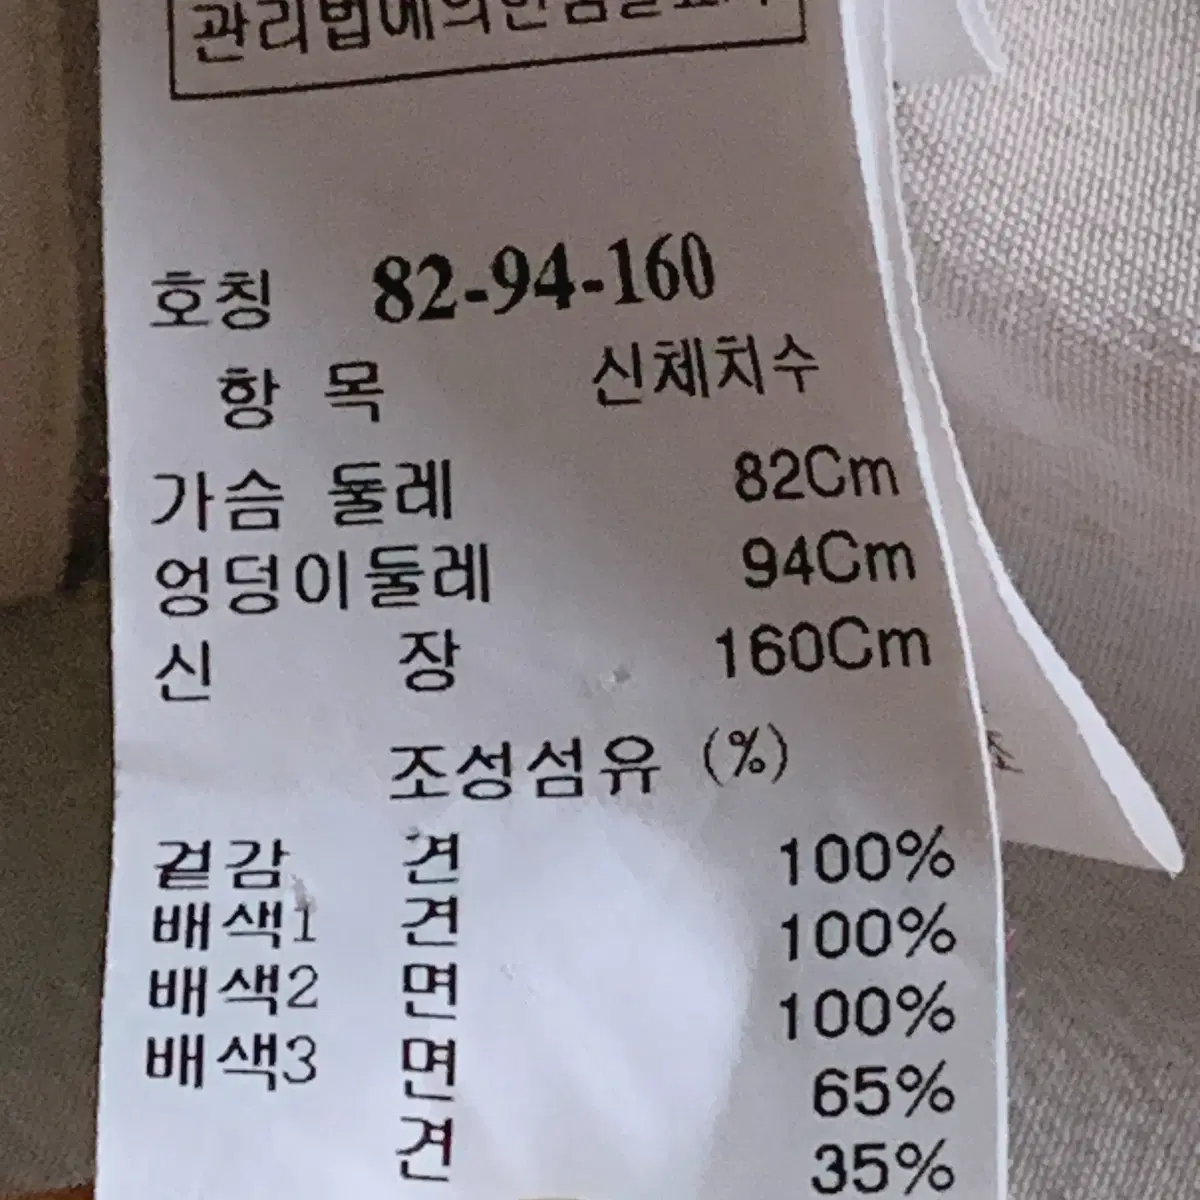 관리법에의한품질표시
호칭 82-94-160
항 목 신체치수
가슴 둘레 82Cm
엉덩이둘레 94Cm
신 장 160Cm
조성섬유 (%)
겉감 견 100%
배색1 견 100%
배색2 면 100%
배색3 면 65%
견 35%